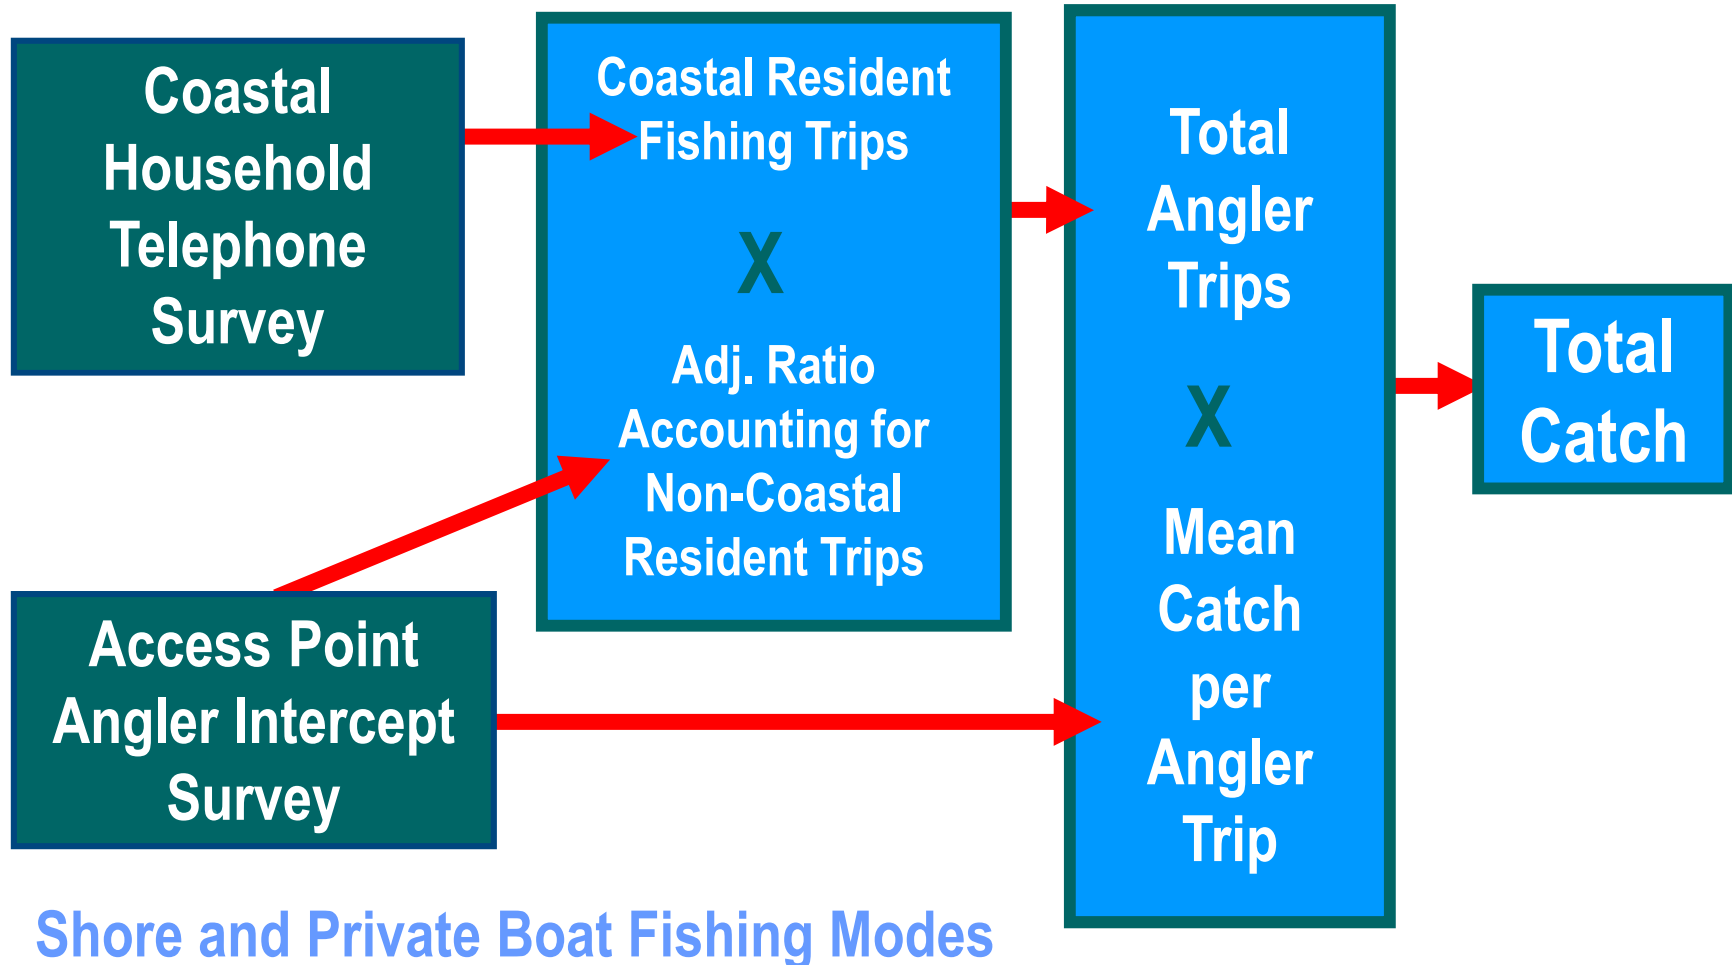 Coastal
Household
Telephone
Survey
Coastal Resident
Fishing Trips
X
Adj. Ratio
Accounting for
Non-Coastal
Resident Trips
Total
Angler
Trips
X
Mean
Catch
per
Angler
Trip
Total
Catch
Access Point
Angler Intercept
Survey
Shore and Private Boat Fishing Modes